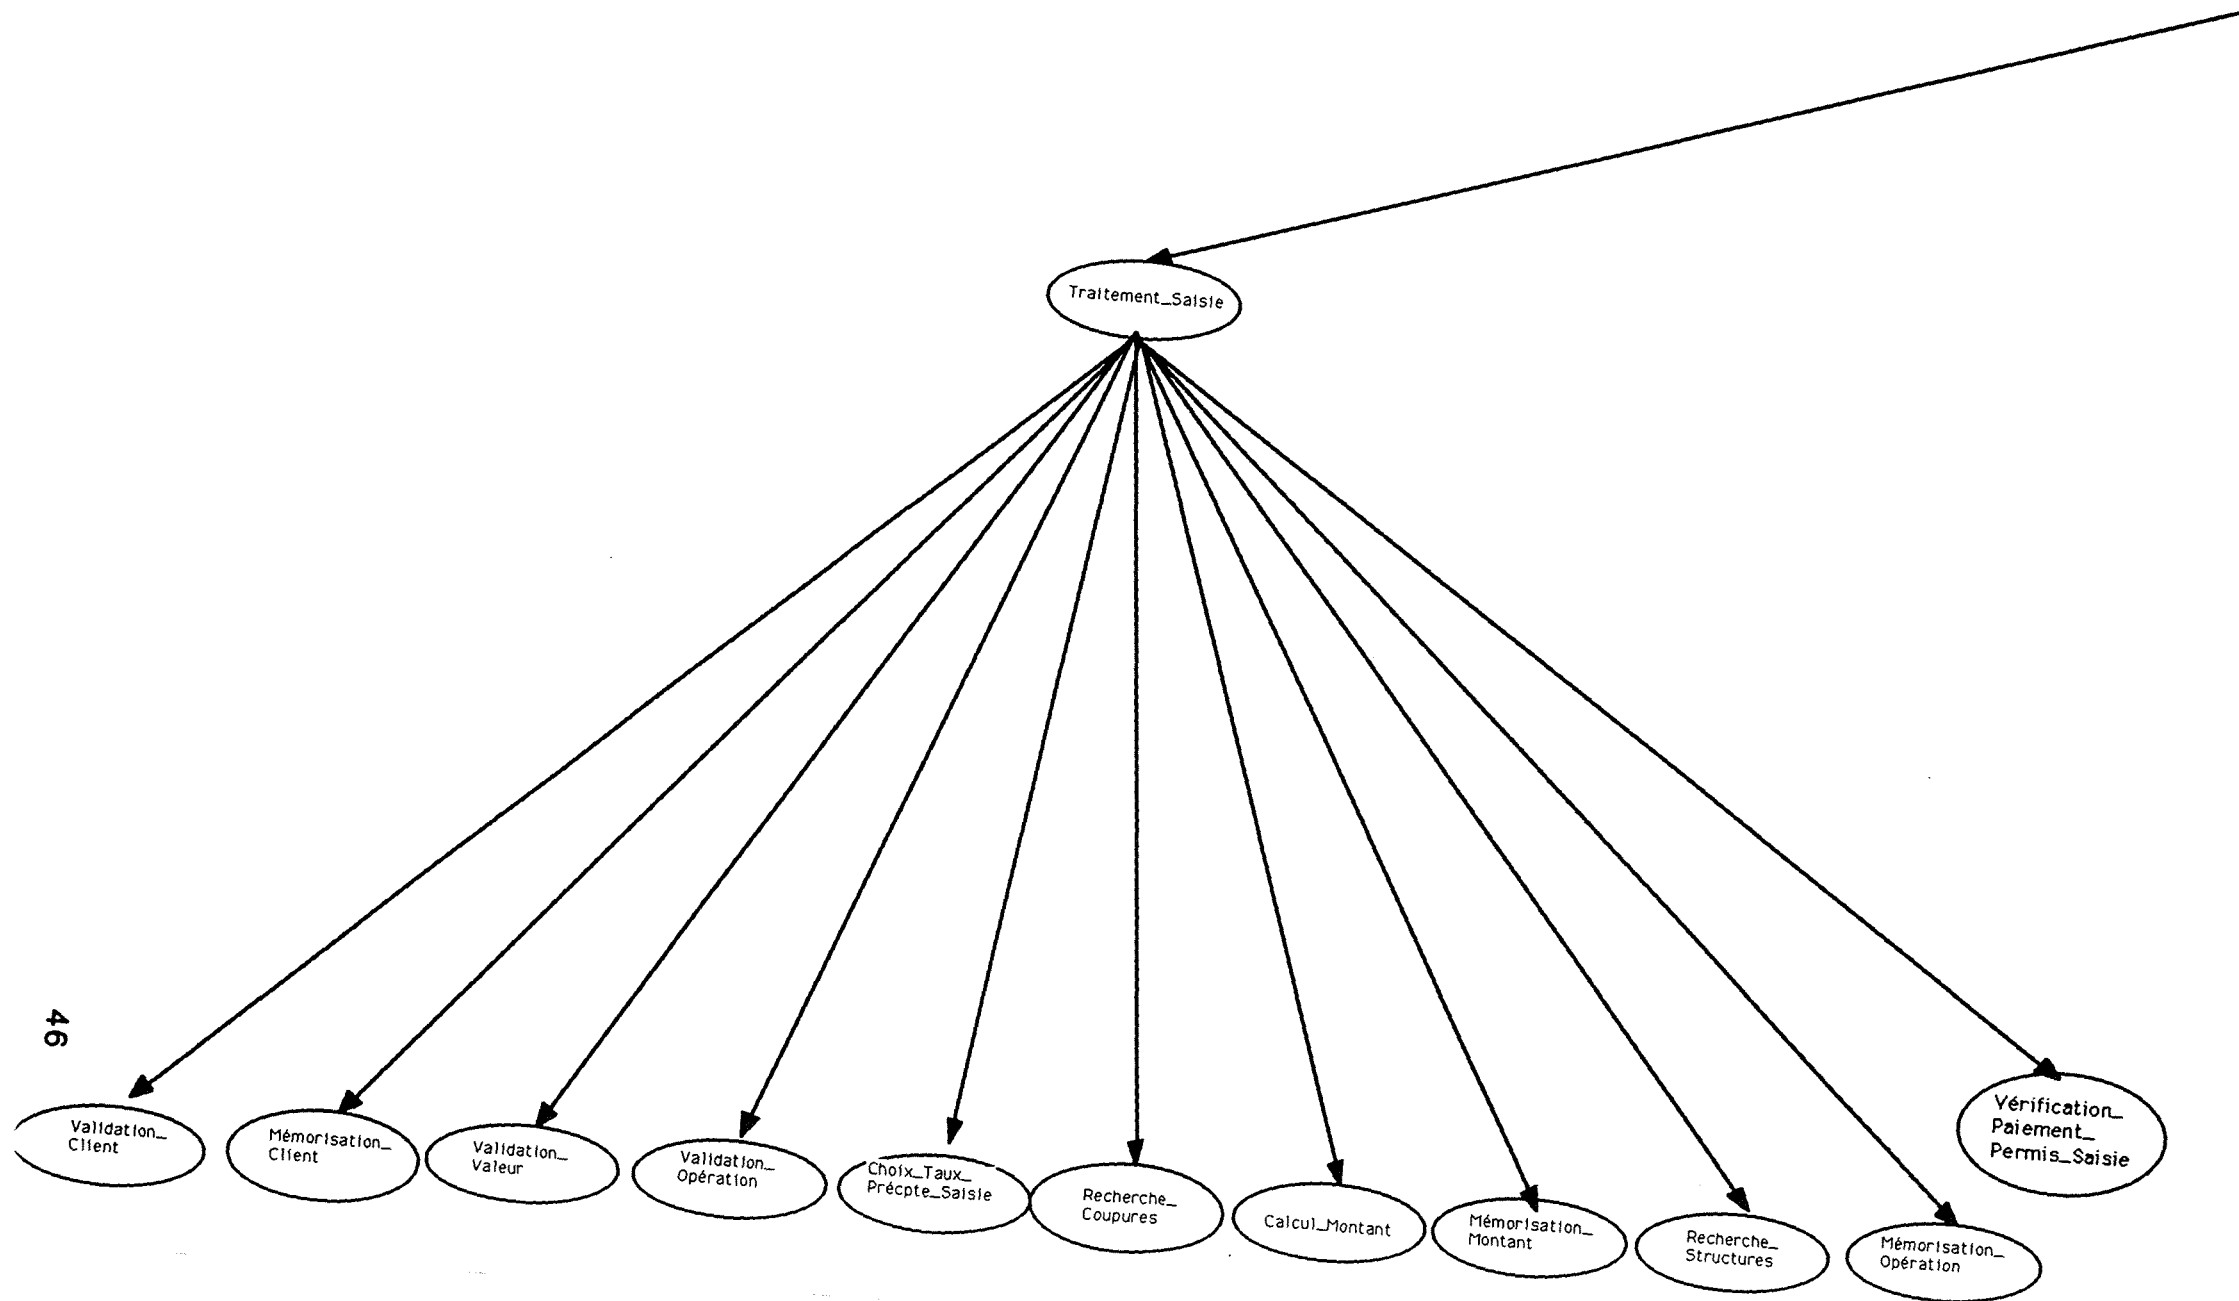 Traitement_Saisie
46
Validation_
Client
Mémorisation_
Client
Validation_
Valeur
Validation_
Opération
Choix_Taux_
Précpte_Saisie
Recherche_
Coupures
Calcul_Montant
Mémorisation_
Montant
Recherche_
Structures
Mémorisation_
Opération
Vérification_
Paiement_
Permis_Saisie